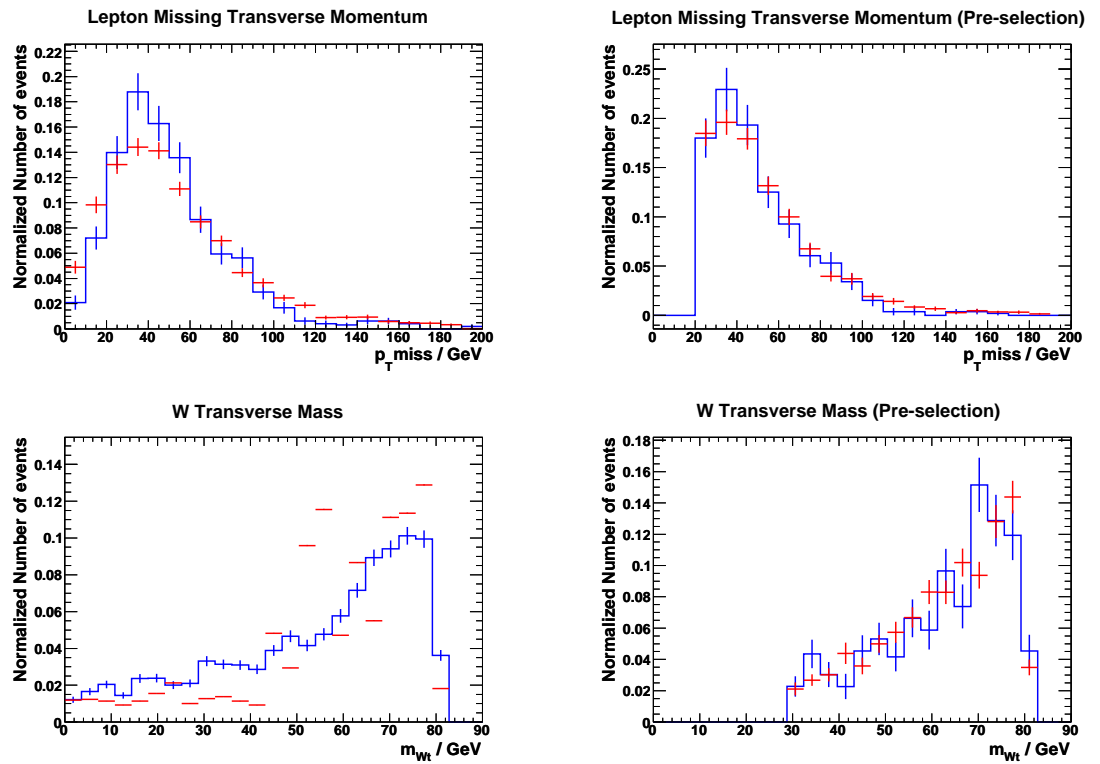 Lepton Missing Transverse Momentum
Normalized Number of events
0.22
0.2
0.18
0.16
0.14
0.12
0.1
0.08
0.06
0.04
0.02
0
0 20 40 60 80 100 120 140 160 180 200
p_T miss / GeV
Lepton Missing Transverse Momentum (Pre-selection)
Normalized Number of events
0.25
0.2
0.15
0.1
0.05
0
0 20 40 60 80 100 120 140 160 180 200
p_T miss / GeV
W Transverse Mass
Normalized Number of events
0.14
0.12
0.1
0.08
0.06
0.04
0.02
0
0 10 20 30 40 50 60 70 80 90
m_Wt / GeV
W Transverse Mass (Pre-selection)
Normalized Number of events
0.18
0.16
0.14
0.12
0.1
0.08
0.06
0.04
0.02
0
0 10 20 30 40 50 60 70 80 90
m_Wt / GeV